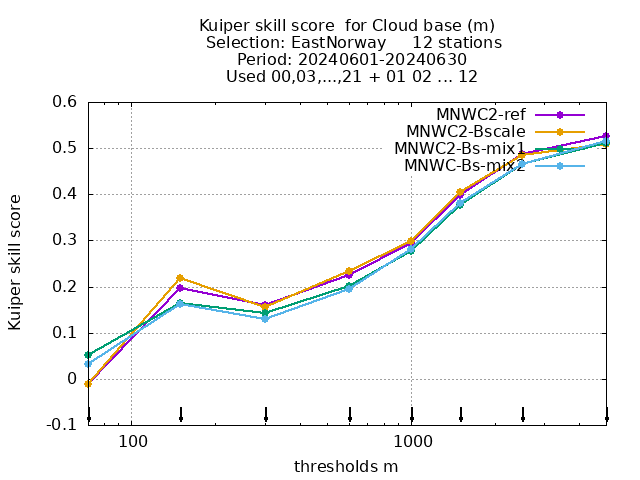 Kuiper skill score  for Cloud base (m)
Selection: EastNorway     12 stations
Period: 20240601-20240630
Used 00,03,...,21 + 01 02 ... 12
MNWC2-ref
MNWC2-Bscale
MNWC2-Bs-mix1
MNWC-Bs-mix2
0.6
0.5
0.4
0.3
0.2
0.1
0
-0.1
Kuiper skill score
100 1000
thresholds m